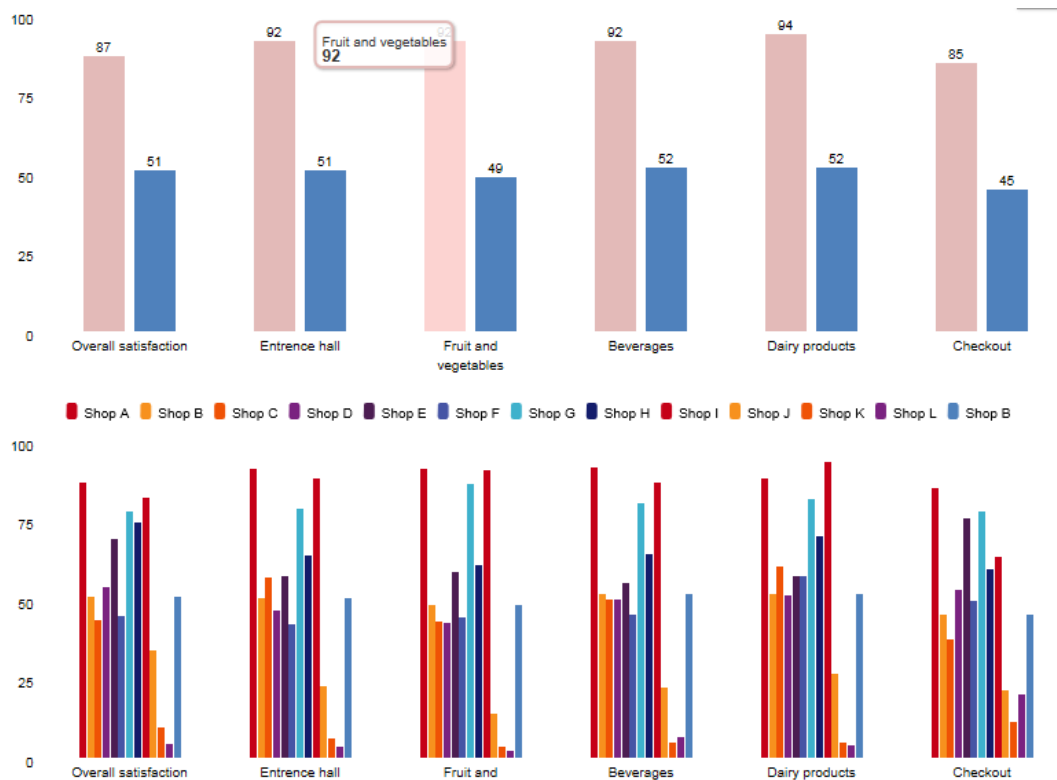 100
75
50
25
0
87
51
92
51
Fruit and vegetables
92
92
49
92
52
94
52
85
45
Overall satisfaction
Entrence hall
Fruit and
vegetables
Beverages
Dairy products
Checkout
Shop A Shop B Shop C Shop D Shop E Shop F Shop G Shop H Shop I Shop J Shop K Shop L Shop B
100
75
50
25
0
Overall satisfaction
Entrence hall
Fruit and
Beverages
Dairy products
Checkout